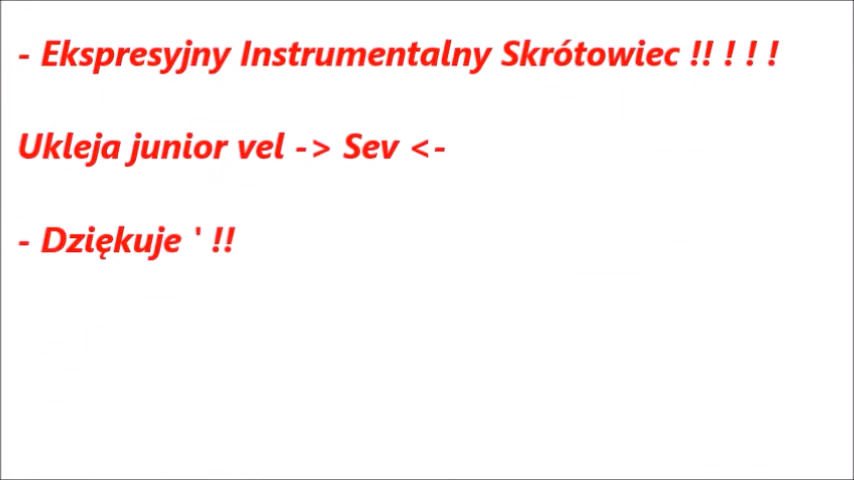 - Ekspresyjny Instrumentalny Skrótowiec !! ! ! !
Ukleja junior vel -> Sev <-
- Dziękuje ' !!